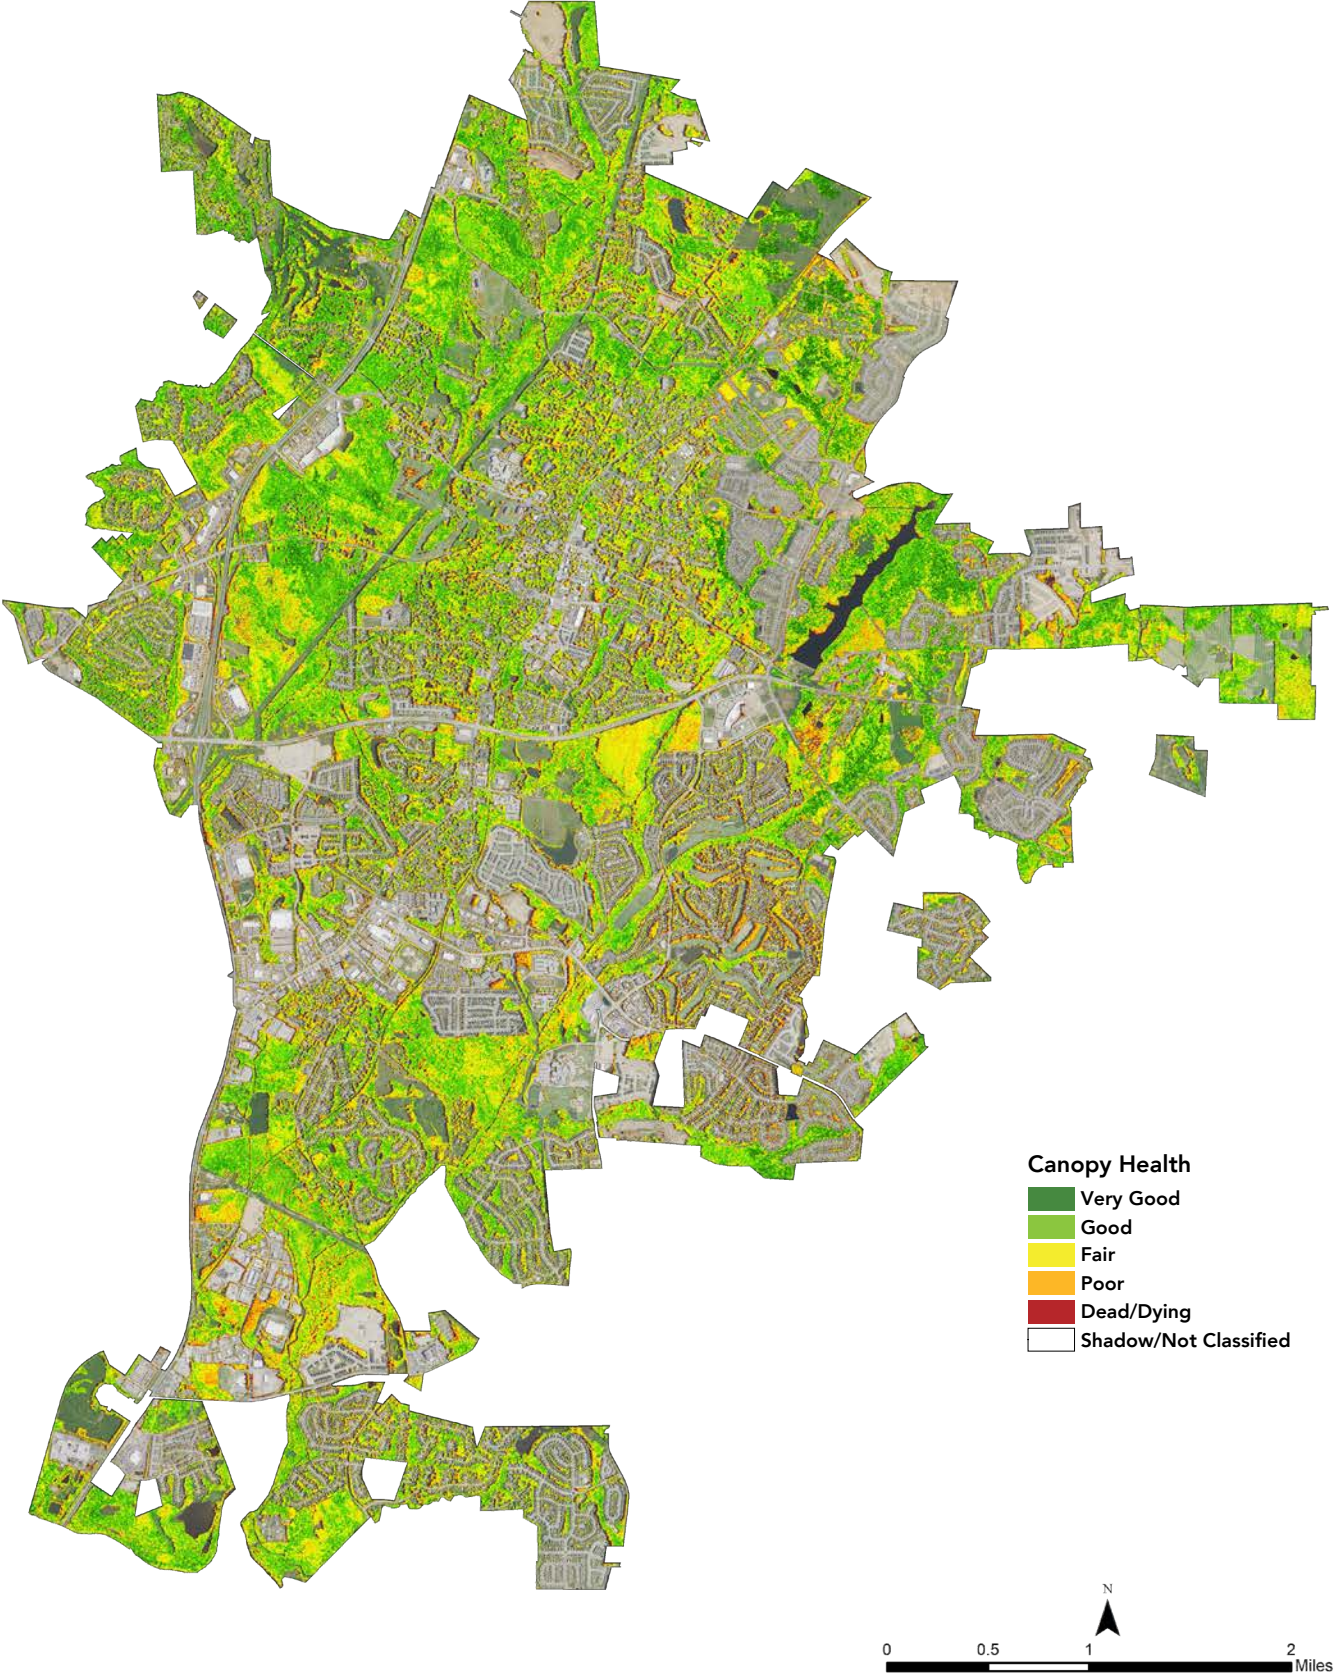 Canopy Health
Very Good
Good
Fair
Poor
Dead/Dying
Shadow/Not Classified
N
0 0.5 1 2
Miles